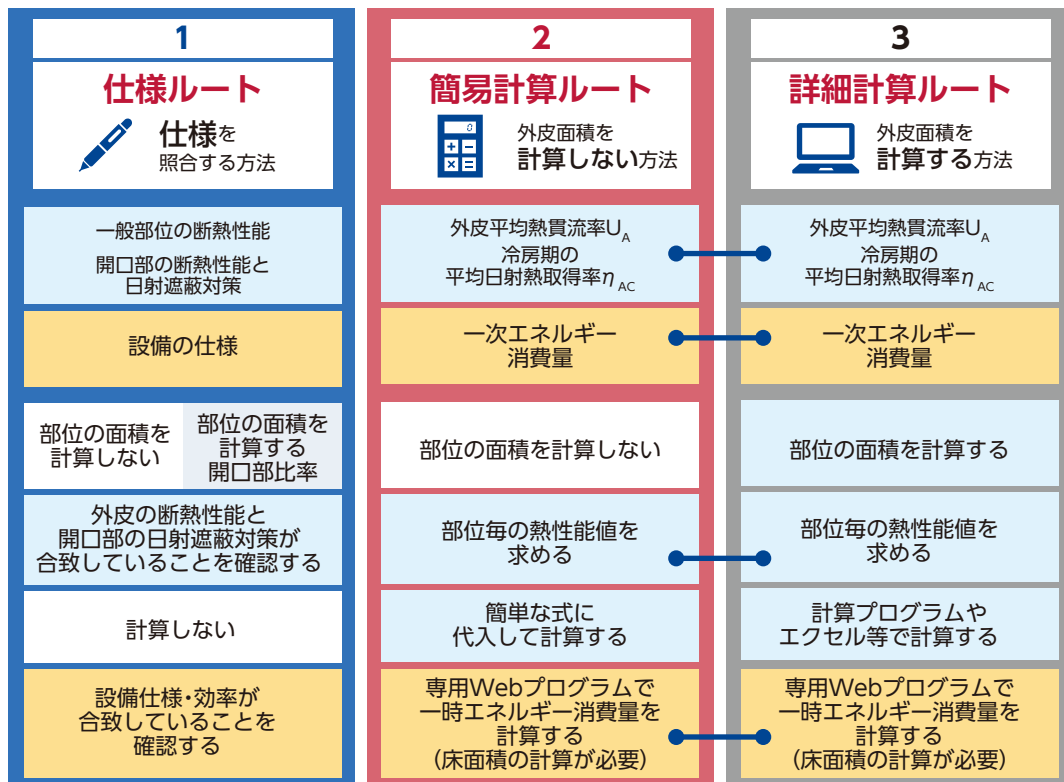 1
仕様ルート
仕様を
照合する方法
一般部位の断熱性能
開口部の断熱性能と
日射遮蔽対策
設備の仕様
部位の面積を
計算しない
部位の面積を
計算する
開口部比率
外皮の断熱性能と
開口部の日射遮蔽対策が
合致していることを確認する
計算しない
設備仕様・効率が
合致していることを
確認する
2
簡易計算ルート
0
+ −
× =
外皮面積を
計算しない方法
外皮平均熱貫流率UA
冷房期の
平均日射熱取得率ηAC
一次エネルギー
消費量
部位の面積を計算しない
部位毎の熱性能値を
求める
簡単な式に
代入して計算する
専用Webプログラムで
一時エネルギー消費量を
計算する
(床面積の計算が必要)
3
詳細計算ルート
外皮面積を
計算する方法
外皮平均熱貫流率UA
冷房期の
平均日射熱取得率ηAC
一次エネルギー
消費量
部位の面積を計算する
部位毎の熱性能値を
求める
計算プログラムや
エクセル等で計算する
専用Webプログラムで
一時エネルギー消費量を
計算する
(床面積の計算が必要)